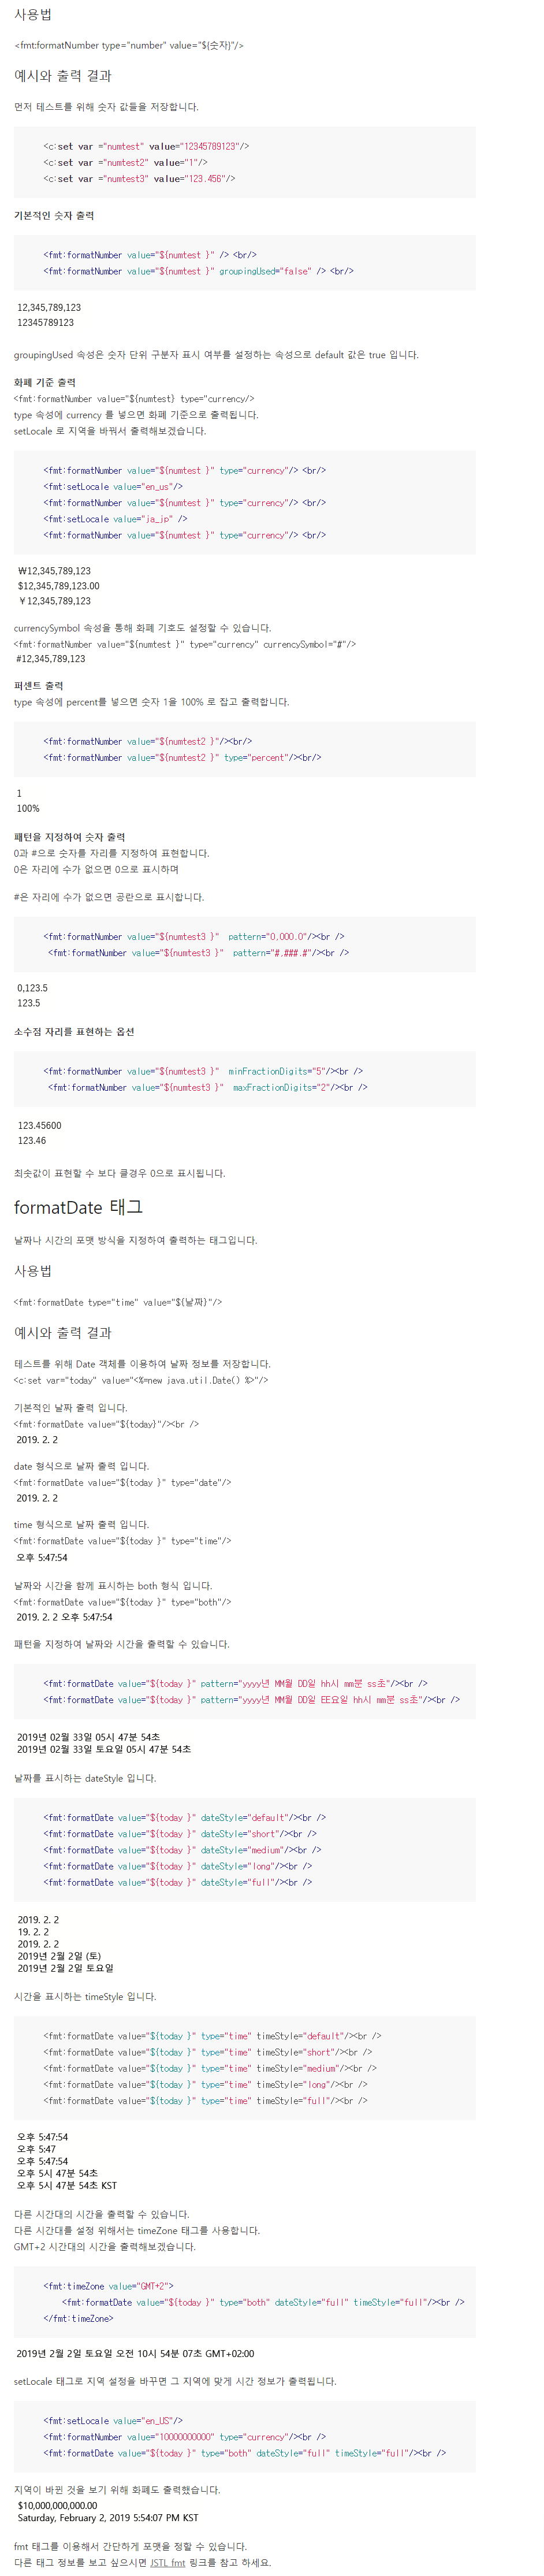 사용법
<fmt:formatNumber type="number" value="${숫자}"/>
예시와 출력 결과
먼저 테스트를 위해 숫자 값들을 저장합니다.
<c:set var ="numtest" value="12345789123"/>
<c:set var ="numtest2" value="1"/>
<c:set var ="numtest3" value="123.456"/>
기본적인 숫자 출력
<fmt:formatNumber value="${numtest }" /> <br/>
<fmt:formatNumber value="${numtest }" groupingUsed="false" /> <br/>
12,345,789,123
12345789123
groupingUsed 속성은 숫자 단위 구분자 표시 여부를 설정하는 속성으로 default 값은 true 입니다.
화폐 기준 출력
<fmt:formatNumber value="${numtest} type="currency/>
type 속성에 currency 를 넣으면 화폐 기준으로 출력됩니다.
setLocale 로 지역을 바꿔서 출력해보겠습니다.
<fmt:formatNumber value="${numtest }" type="currency"/> <br/>
<fmt:setLocale value="en_us"/>
<fmt:formatNumber value="${numtest }" type="currency"/> <br/>
<fmt:setLocale value="ja_jp" />
<fmt:formatNumber value="${numtest }" type="currency"/> <br/>
₩12,345,789,123
$12,345,789,123.00
￥12,345,789,123
currencySymbol 속성을 통해 화폐 기호도 설정할 수 있습니다.
<fmt:formatNumber value="${numtest }" type="currency" currencySymbol="#"/>
#12,345,789,123
퍼센트 출력
type 속성에 percent를 넣으면 숫자 1을 100% 로 잡고 출력합니다.
<fmt:formatNumber value="${numtest2 }"/><br/>
<fmt:formatNumber value="${numtest2 }" type="percent"/><br/>
1
100%
패턴을 지정하여 숫자 출력
0과 #으로 숫자를 자리를 지정하여 표현합니다.
0은 자리에 수가 없으면 0으로 표시하며
#은 자리에 수가 없으면 공란으로 표시합니다.
<fmt:formatNumber value="${numtest3 }"  pattern="0,000.0"/><br />
<fmt:formatNumber value="${numtest3 }"  pattern="#,###.#"/><br />
0,123.5
123.5
소수점 자리를 표현하는 옵션
<fmt:formatNumber value="${numtest3 }"  minFractionDigits="5"/><br />
<fmt:formatNumber value="${numtest3 }"  maxFractionDigits="2"/><br />
123.45600
123.46
최솟값이 표현할 수 보다 클경우 0으로 표시됩니다.
formatDate 태그
날짜나 시간의 포맷 방식을 지정하여 출력하는 태그입니다.
사용법
<fmt:formatDate type="time" value="${날짜}"/>
예시와 출력 결과
테스트를 위해 Date 객체를 이용하여 날짜 정보를 저장합니다.
<c:set var="today" value="<%=new java.util.Date() %>"/>
기본적인 날짜 출력 입니다.
<fmt:formatDate value="${today}"/><br />
2019. 2. 2
date 형식으로 날짜 출력 입니다.
<fmt:formatDate value="${today }" type="date"/>
2019. 2. 2
time 형식으로 날짜 출력 입니다.
<fmt:formatDate value="${today }" type="time"/>
오후 5:47:54
날짜와 시간을 함께 표시하는 both 형식 입니다.
<fmt:formatDate value="${today }" type="both"/>
2019. 2. 2 오후 5:47:54
패턴을 지정하여 날짜와 시간을 출력할 수 있습니다.
<fmt:formatDate value="${today }" pattern="yyyy년 MM월 DD일 hh시 mm분 ss초"/><br />
<fmt:formatDate value="${today }" pattern="yyyy년 MM월 DD일 EE요일 hh시 mm분 ss초"/><br />
2019년 02월 33일 05시 47분 54초
2019년 02월 33일 토요일 05시 47분 54초
날짜를 표시하는 dateStyle 입니다.
<fmt:formatDate value="${today }" dateStyle="default"/><br />
<fmt:formatDate value="${today }" dateStyle="short"/><br />
<fmt:formatDate value="${today }" dateStyle="medium"/><br />
<fmt:formatDate value="${today }" dateStyle="long"/><br />
<fmt:formatDate value="${today }" dateStyle="full"/><br />
2019. 2. 2
19. 2. 2
2019. 2. 2
2019년 2월 2일 (토)
2019년 2월 2일 토요일
시간을 표시하는 timeStyle 입니다.
<fmt:formatDate value="${today }" type="time" timeStyle="default"/><br />
<fmt:formatDate value="${today }" type="time" timeStyle="short"/><br />
<fmt:formatDate value="${today }" type="time" timeStyle="medium"/><br />
<fmt:formatDate value="${today }" type="time" timeStyle="long"/><br />
<fmt:formatDate value="${today }" type="time" timeStyle="full"/><br />
오후 5:47:54
오후 5:47
오후 5:47:54
오후 5시 47분 54초
오후 5시 47분 54초 KST
다른 시간대의 시간을 출력할 수 있습니다.
다른 시간대를 설정 위해서는 timeZone 태그를 사용합니다.
GMT+2 시간대의 시간을 출력해보겠습니다.
<fmt:timeZone value="GMT+2">
<fmt:formatDate value="${today }" type="both" dateStyle="full" timeStyle="full"/><br />
</fmt:timeZone>
2019년 2월 2일 토요일 오전 10시 54분 07초 GMT+02:00
setLocale 태그로 지역 설정을 바꾸면 그 지역에 맞게 시간 정보가 출력됩니다.
<fmt:setLocale value="en_US"/>
<fmt:formatNumber value="10000000000" type="currency"/><br />
<fmt:formatDate value="${today }" type="both" dateStyle="full" timeStyle="full"/><br />
지역이 바뀐 것을 보기 위해 화폐도 출력했습니다.
$10,000,000,000.00
Saturday, February 2, 2019 5:54:07 PM KST
fmt 태그를 이용해서 간단하게 포맷을 정할 수 있습니다.
다른 태그 정보를 보고 싶으시면 JSTL fmt 링크를 참고 하세요.